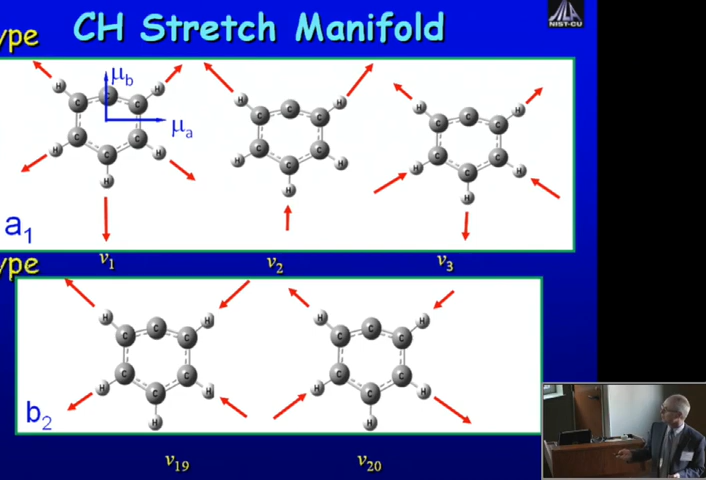 CH Stretch Manifold
NIST-CU
ype
H H H H H
C C C C C C
μb
μa
H H H H H
C C C C C C
H H H H H
C C C C C C
a1
ν1 ν2 ν3
ype
H H H H H
C C C C C C
H H H H H
C C C C C C
b2
ν19 ν20